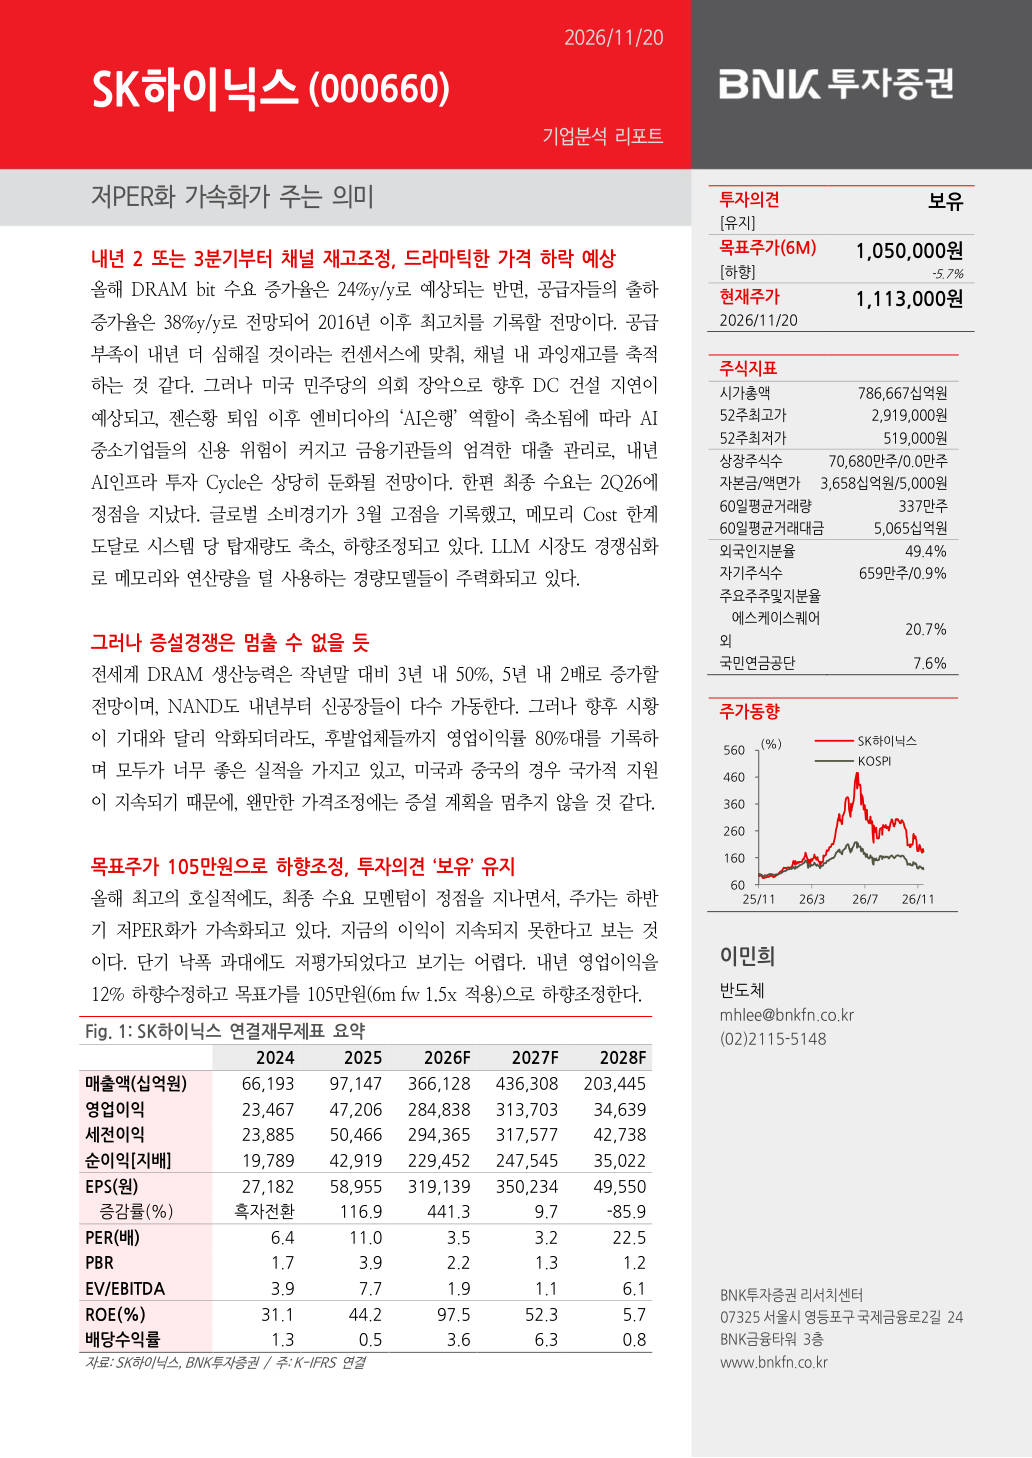 2026/11/20
SK하이닉스 (000660)
기업분석 리포트
BNK 투자증권
저PER화 가속화가 주는 의미
내년 2 또는 3분기부터 채널 재고조정, 드라마틱한 가격 하락 예상
올해 DRAM bit 수요 증가율은 24%y/y로 예상되는 반면, 공급자들의 출하
증가율은 38%y/y로 전망되어 2016년 이후 최고치를 기록할 전망이다. 공급
부족이 내년 더 심해질 것이라는 컨센서스에 맞춰, 채널 내 과잉재고를 축적
하는 것 같다. 그러나 미국 민주당의 의회 장악으로 향후 DC 건설 지연이
예상되고, 젠슨황 퇴임 이후 엔비디아의 ‘AI은행’ 역할이 축소됨에 따라 AI
중소기업들의 신용 위험이 커지고 금융기관들의 엄격한 대출 관리로, 내년
AI인프라 투자 Cycle은 상당히 둔화될 전망이다. 한편 최종 수요는 2Q26에
정점을 지났다. 글로벌 소비경기가 3월 고점을 기록했고, 메모리 Cost 한계
도달로 시스템 당 탑재량도 축소, 하향조정되고 있다. LLM 시장도 경쟁심화
로 메모리와 연산량을 덜 사용하는 경량모델들이 주력화되고 있다.
그러나 증설경쟁은 멈출 수 없을 듯
전세계 DRAM 생산능력은 작년말 대비 3년 내 50%, 5년 내 2배로 증가할
전망이며, NAND도 내년부터 신공장들이 다수 가동한다. 그러나 향후 시황
이 기대와 달리 악화되더라도, 후발업체들까지 영업이익률 80%대를 기록하
며 모두가 너무 좋은 실적을 가지고 있고, 미국과 중국의 경우 국가적 지원
이 지속되기 때문에, 왠만한 가격조정에는 증설 계획을 멈추지 않을 것 같다.
목표주가 105만원으로 하향조정, 투자의견 ‘보유’ 유지
올해 최고의 호실적에도, 최종 수요 모멘텀이 정점을 지나면서, 주가는 하반
기 저PER화가 가속화되고 있다. 지금의 이익이 지속되지 못한다고 보는 것
이다. 단기 낙폭 과대에도 저평가되었다고 보기는 어렵다. 내년 영업이익을
12% 하향수정하고 목표가를 105만원(6m fw 1.5x 적용)으로 하향조정한다.
Fig. 1: SK하이닉스 연결재무제표 요약
2024 2025 2026F 2027F 2028F
매출액(십억원) 66,193 97,147 366,128 436,308 203,445
영업이익 23,467 47,206 284,838 313,703 34,639
세전이익 23,885 50,466 294,365 317,577 42,738
순이익[지배] 19,789 42,919 229,452 247,545 35,022
EPS(원) 27,182 58,955 319,139 350,234 49,550
증감률(%) 흑자전환 116.9 441.3 9.7 -85.9
PER(배) 6.4 11.0 3.5 3.2 22.5
PBR 1.7 3.9 2.2 1.3 1.2
EV/EBITDA 3.9 7.7 1.9 1.1 6.1
ROE(%) 31.1 44.2 97.5 52.3 5.7
배당수익률 1.3 0.5 3.6 6.3 0.8
자료: SK하이닉스, BNK투자증권 / 주: K-IFRS 연결
투자의견 보유
[유지]
목표주가(6M) 1,050,000원
[하향] -5.7%
현재주가 1,113,000원
2026/11/20
주식지표
시가총액 786,667십억원
52주최고가 2,919,000원
52주최저가 519,000원
상장주식수 70,680만주/0.0만주
자본금/액면가 3,658십억원/5,000원
60일평균거래량 337만주
60일평균거래대금 5,065십억원
외국인지분율 49.4%
자기주식수 659만주/0.9%
주요주주및지분율
에스케이스퀘어
외 20.7%
국민연금공단 7.6%
주가동향
(%)
SK하이닉스
KOSPI
560
460
360
260
160
60
25/11 26/3 26/7 26/11
이민희
반도체
mhlee@bnkfn.co.kr
(02)2115-5148
BNK투자증권 리서치센터
07325 서울시 영등포구 국제금융로2길 24
BNK금융타워 3층
www.bnkfn.co.kr